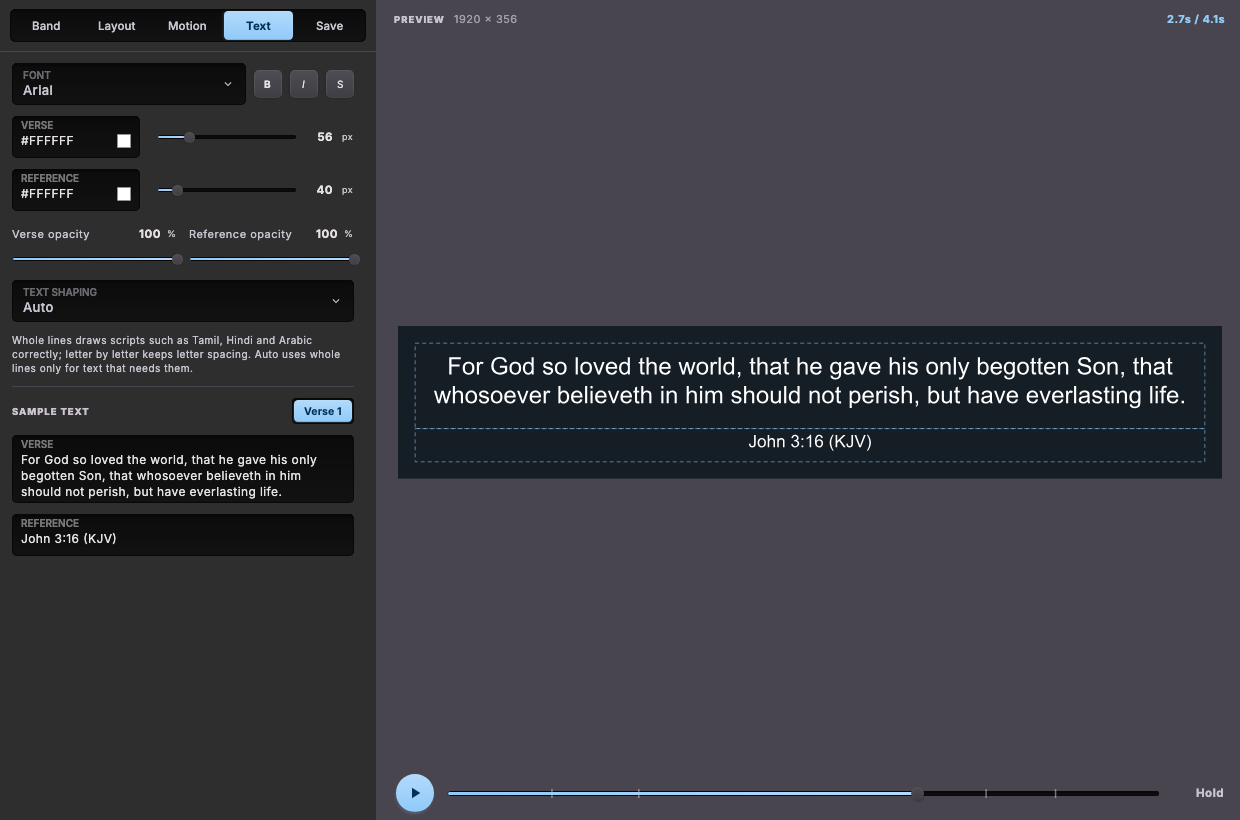 Band Layout Motion Text Save
PREVIEW 1920 × 356
2.7s / 4.1s
FONT
Arial
B I S
VERSE
#FFFFFF
56 px
REFERENCE
#FFFFFF
40 px
Verse opacity 100 % Reference opacity 100 %
TEXT SHAPING
Auto
Whole lines draws scripts such as Tamil, Hindi and Arabic
correctly; letter by letter keeps letter spacing. Auto uses whole
lines only for text that needs them.
SAMPLE TEXT Verse 1
VERSE
For God so loved the world, that he gave his only
begotten Son, that whosoever believeth in him
should not perish, but have everlasting life.
REFERENCE
John 3:16 (KJV)
For God so loved the world, that he gave his only begotten Son, that
whosoever believeth in him should not perish, but have everlasting life.
John 3:16 (KJV)
Hold